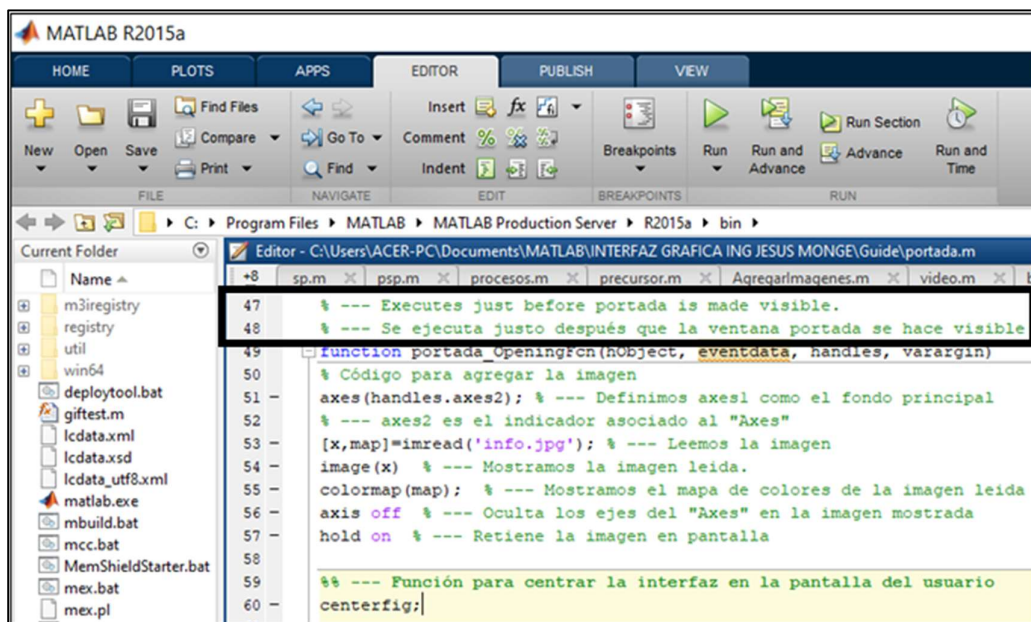 MATLAB R2015a
HOME PLOTS APPS EDITOR PUBLISH VIEW
New Open Save Find Files Compare Print
FILE
Go To Find
NAVIGATE
Insert fx
Comment %
Indent
EDIT
Breakpoints
BREAKPOINTS
Run Run and Advance Run Section Advance Run and Time
RUN
C: Program Files MATLAB MATLAB Production Server R2015a bin
Current Folder
Name
m3iregistry
registry
util
win64
deploytool.bat
giftest.m
lcdata.xml
lcdata.xsd
lcdata_utf8.xml
matlab.exe
mbuild.bat
mcc.bat
MemShieldStarter.bat
mex.bat
mex.pl
Editor - C:\Users\ACER-PC\Documents\MATLAB\INTERFAZ GRAFICA ING JESUS MONGE\Guide\portada.m
+8 sp.m psp.m procesos.m precursor.m AgregarImagenes.m video.m
47 % --- Executes just before portada is made visible.
48 % --- Se ejecuta justo después que la ventana portada se hace visible
49 function portada_OpeningFcn(hObject, eventdata, handles, varargin)
50 % Código para agregar la imagen
51 - axes(handles.axes2); % --- Definimos axes1 como el fondo principal
52 % --- axes2 es el indicador asociado al "Axes"
53 - [x,map]=imread('info.jpg'); % --- Leemos la imagen
54 - image(x) % --- Mostramos la imagen leida.
55 - colormap(map); % --- Mostramos el mapa de colores de la imagen leida
56 - axis off % --- Oculta los ejes del "Axes" en la imagen mostrada
57 - hold on % --- Retiene la imagen en pantalla
58
59 %% --- Función para centrar la interfaz en la pantalla del usuario
60 - centerfig;